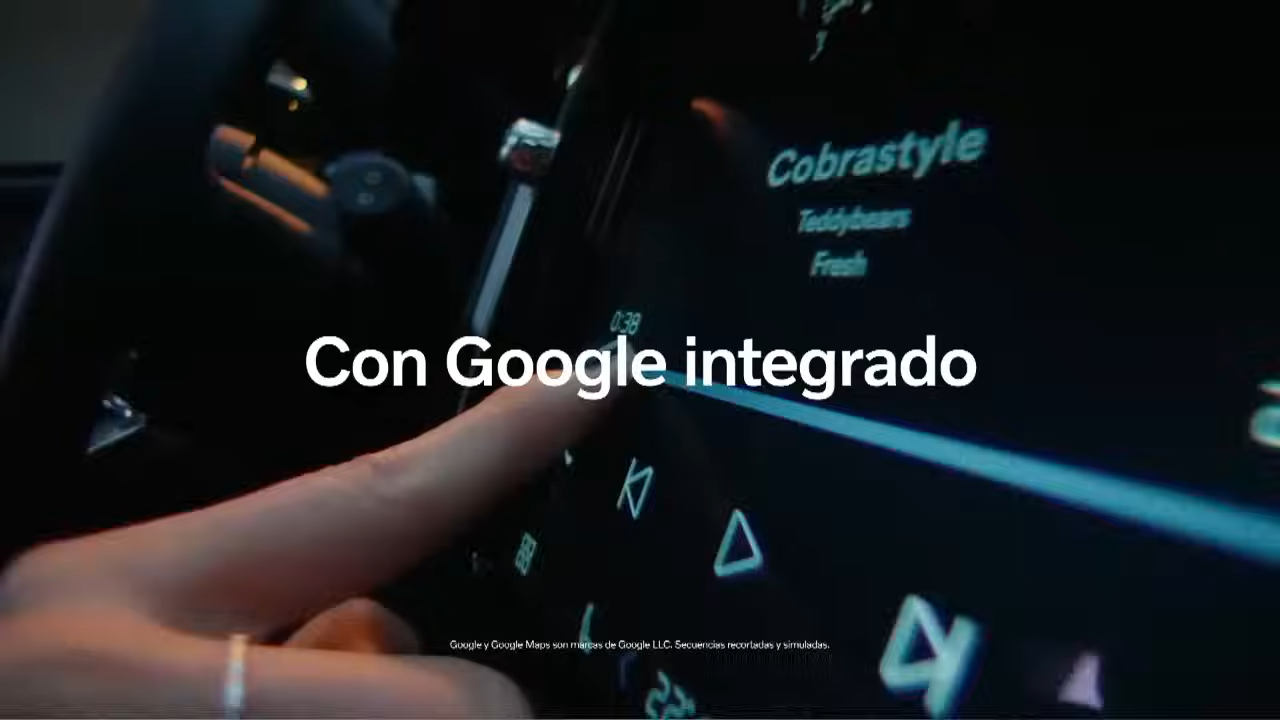 Cobrastyle
Teddybears
Fresh
0:38
Con Google integrado
Google y Google Maps son marcas de Google LLC. Secuencias recortadas y simuladas.